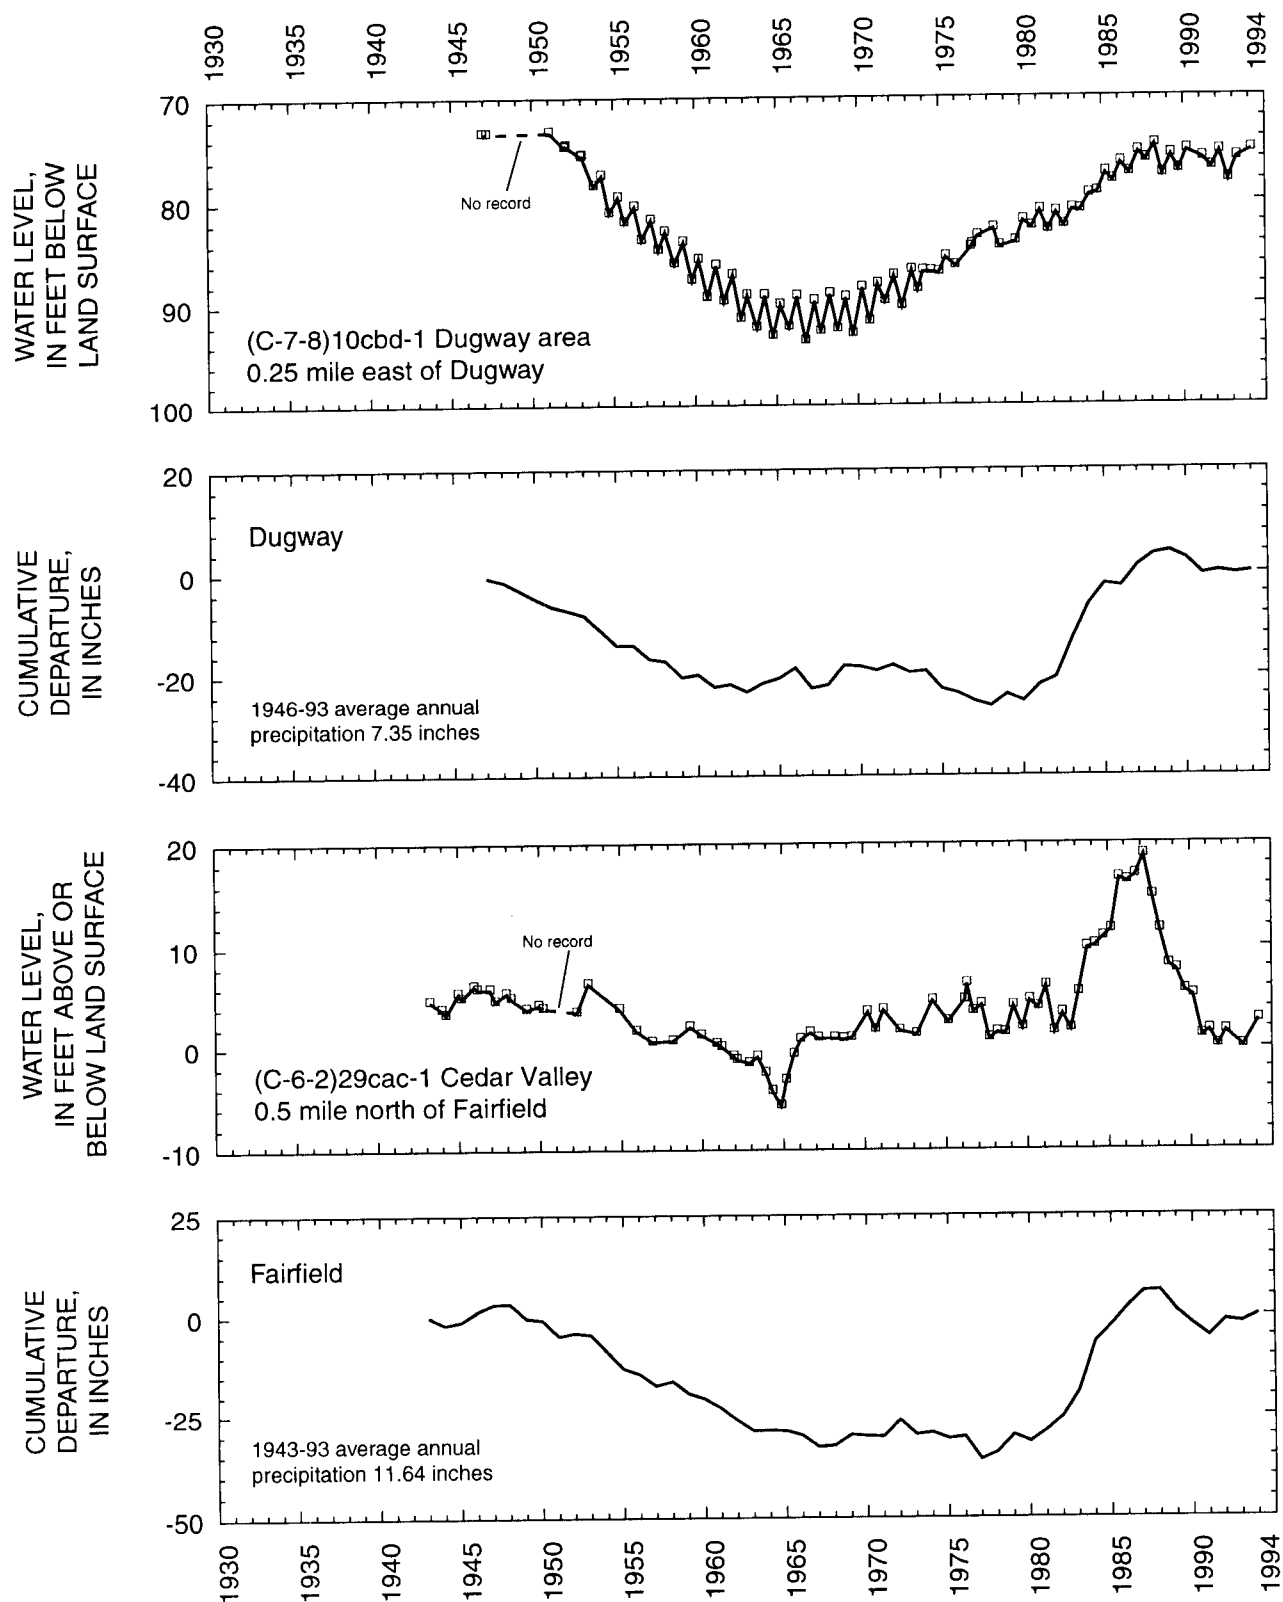 1930 1935 1940 1945 1950 1955 1960 1965 1970 1975 1980 1985 1990 1994
WATER LEVEL,
IN FEET BELOW
LAND SURFACE
70
80
90
100
No record
(C-7-8)10cbd-1 Dugway area
0.25 mile east of Dugway
CUMULATIVE
DEPARTURE,
IN INCHES
20
0
-20
-40
Dugway
1946-93 average annual
precipitation 7.35 inches
WATER LEVEL,
IN FEET ABOVE OR
BELOW LAND SURFACE
20
10
0
-10
No record
(C-6-2)29cac-1 Cedar Valley
0.5 mile north of Fairfield
CUMULATIVE
DEPARTURE,
IN INCHES
25
0
-25
-50
Fairfield
1943-93 average annual
precipitation 11.64 inches
1930 1935 1940 1945 1950 1955 1960 1965 1970 1975 1980 1985 1990 1994